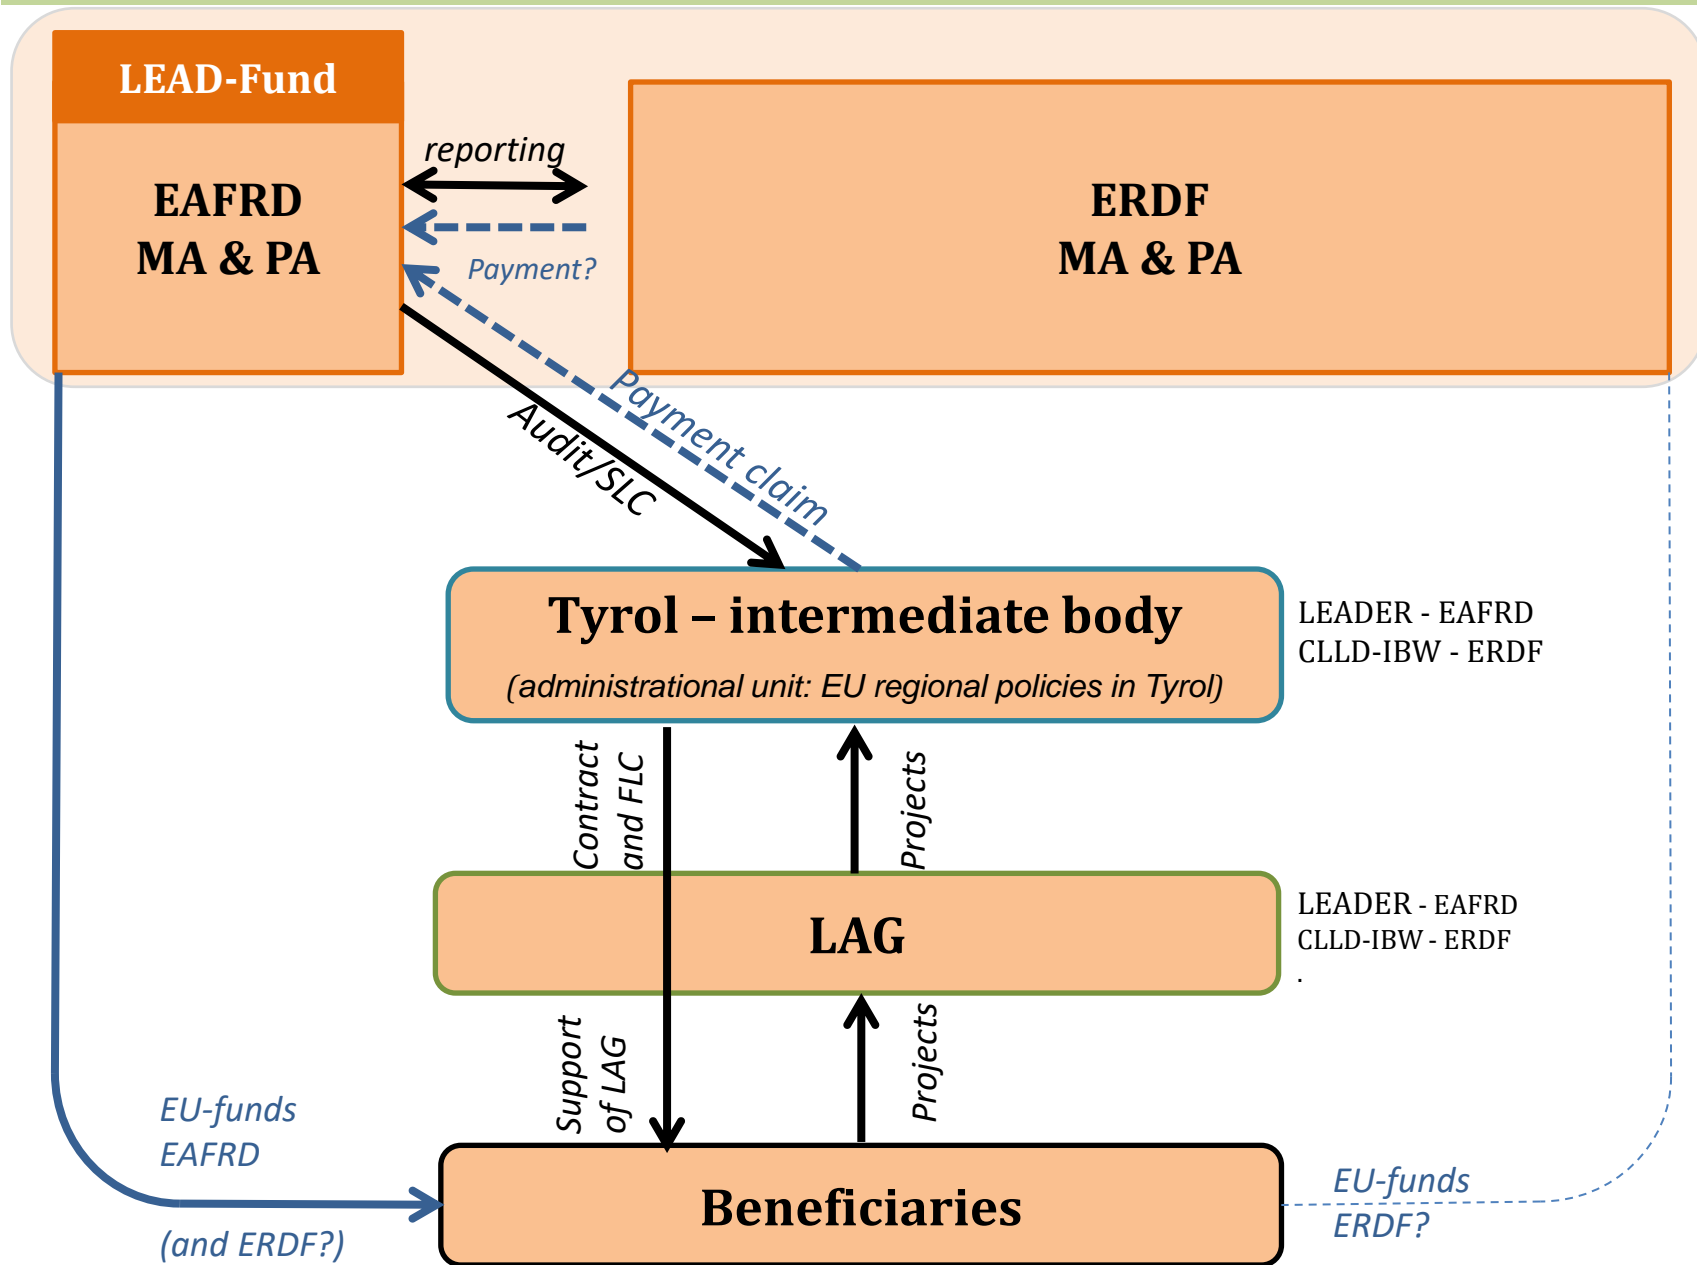 LEAD-Fund
EAFRD
MA & PA
reporting
Payment?
ERDF
MA & PA
Audit/SLC
Payment claim
Tyrol – intermediate body
(administrational unit: EU regional policies in Tyrol)
LEADER - EAFRD
CLLD-IBW - ERDF
Contract
and FLC
Projects
LAG
LEADER - EAFRD
CLLD-IBW - ERDF
.
Support
of LAG
Projects
EU-funds
EAFRD
(and ERDF?)
Beneficiaries
EU-funds
ERDF?